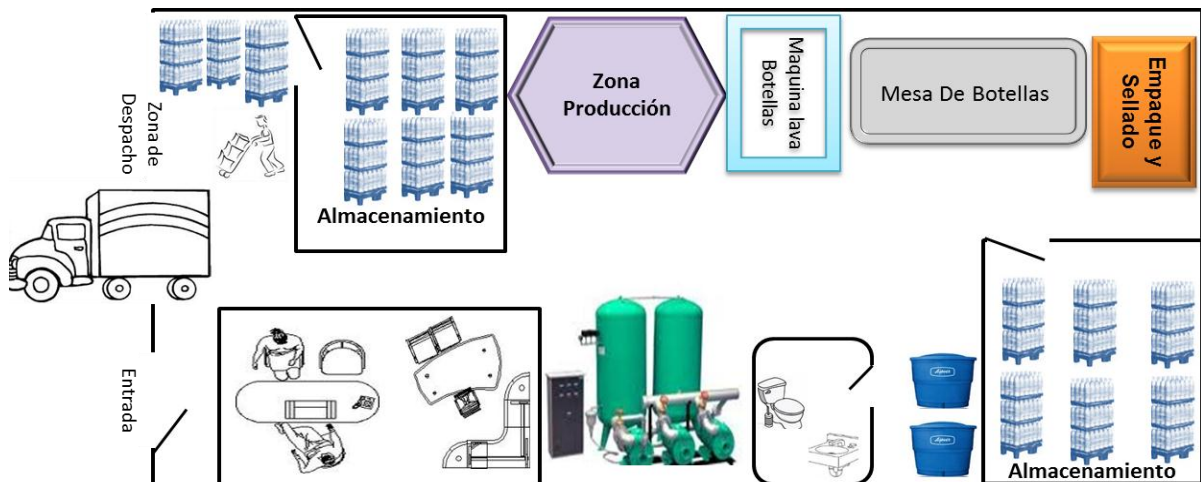 Zona de
Despacho
Almacenamiento
Zona
Producción
Maquina lava
Botellas
Mesa De Botellas
Empaque y
Sellado
Entrada
Almacenamiento